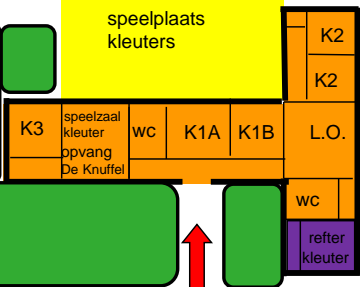 speelplaats
kleuters
K2
K2
K3
speelzaal
kleuter
opvang
De Knuffel
wc
K1A
K1B
L.O.
wc
refter
kleuter